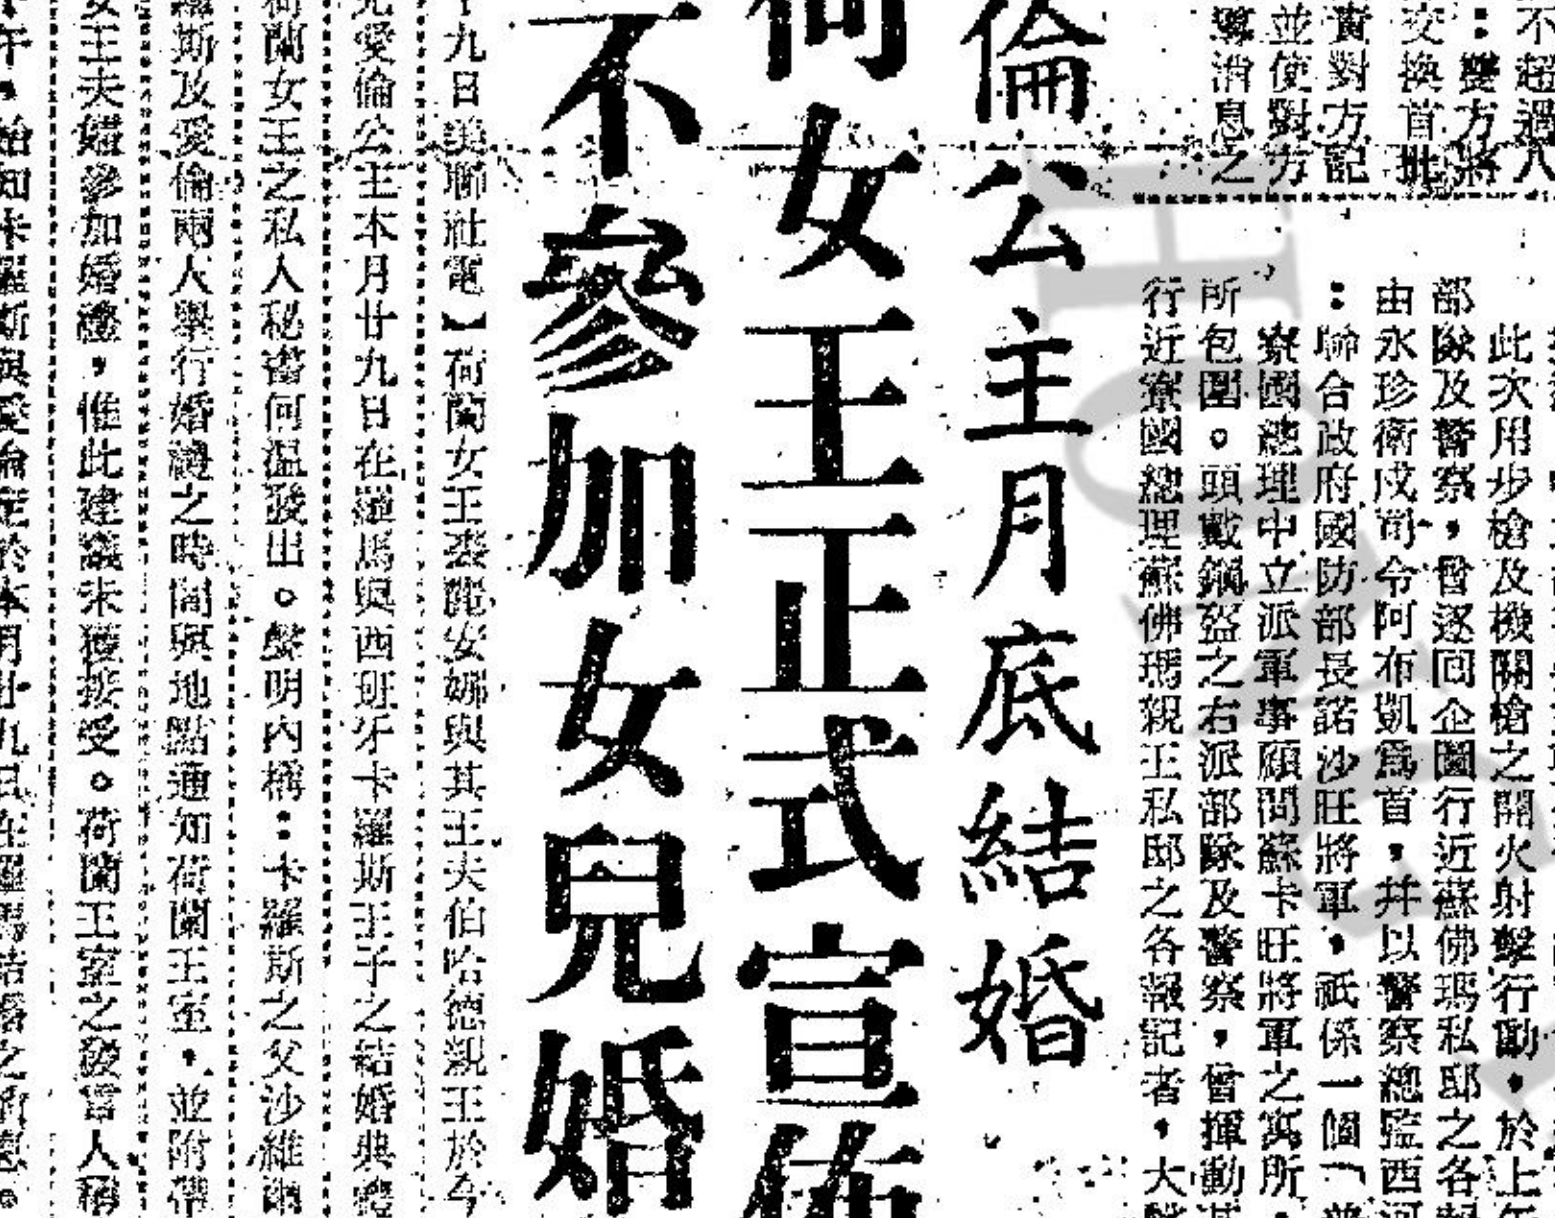 不超過八
：雙方將
交換首批
責對方記
並使對方
導消息之
此次用步槍及機關槍之開火射擊行動，於上午
部隊及警察，曾逐回企圖行近蘇佛瑪私邸之各報
由永珍衛戍司令阿布凱爲首，幷以警察總監西河
：聯合政府國防部長諾沙旺將軍，祇係一個「
寮國總理中立派軍事顧問蘇卡旺將軍之寓所，
所包圍。頭戴鋼盔之右派部隊及警察，曾揮動其
行近寮國總理蘇佛瑪親王私邸之各報記者，大
倫公主月底結婚
荷女王正式宣佈
不參加女兒婚
十九日美聯社電】荷蘭女王裘麗安娜與其王夫伯哈德親王於今
愛倫公主本月廿九日在羅馬與西班牙卡羅斯王子之結婚典禮
荷蘭女王之私人秘書何溫發出。聲明內稱：卡羅斯之父沙維爾
羅斯及愛倫兩人舉行婚禮之時間與地點通知荷蘭王室，並附帶
女王夫婦參加婚禮，惟此建議未獲接受。荷蘭王室之發言人稱
午，始知卡羅斯與愛倫定於本月廿九日在羅馬結婚之消息。